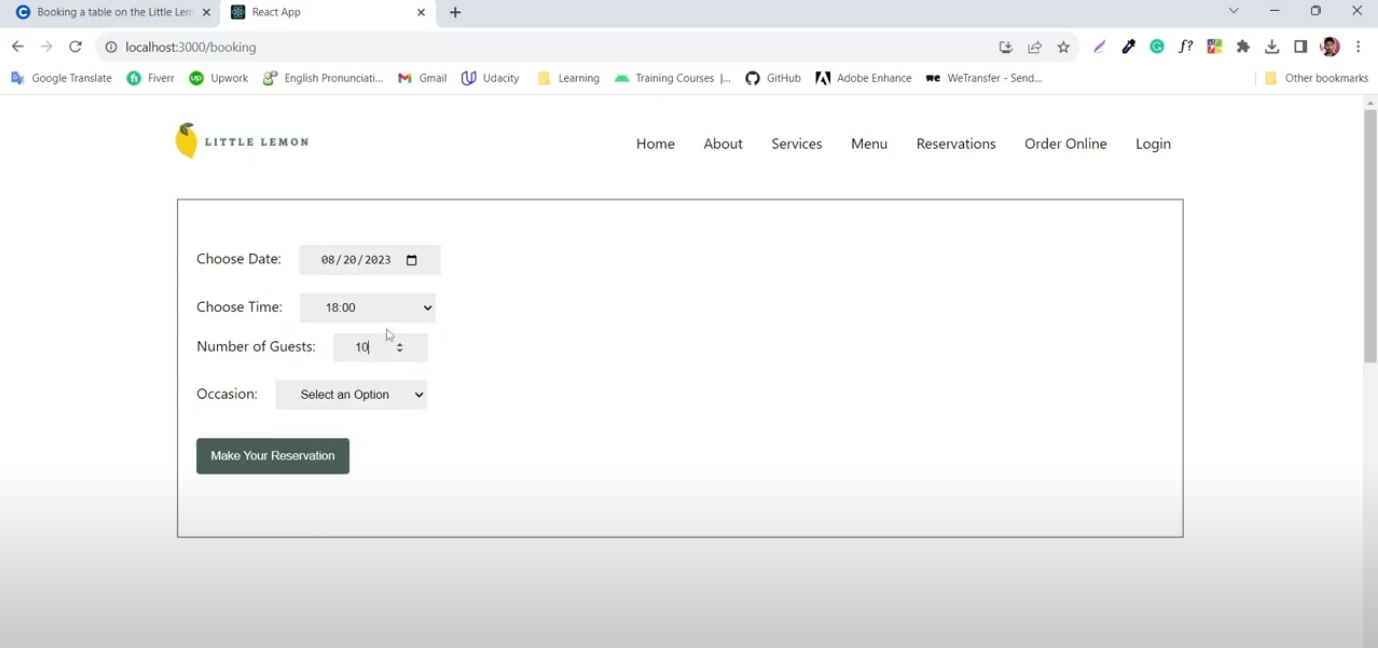 Booking a table on the Little Lem
React App
localhost:3000/booking
Google Translate Fiverr Upwork English Pronunciati... Gmail Udacity Learning Training Courses |... GitHub Adobe Enhance WeTransfer - Send... Other bookmarks
LITTLE LEMON
Home About Services Menu Reservations Order Online Login
Choose Date: 08/20/2023
Choose Time: 18:00
Number of Guests: 10
Occasion: Select an Option
Make Your Reservation